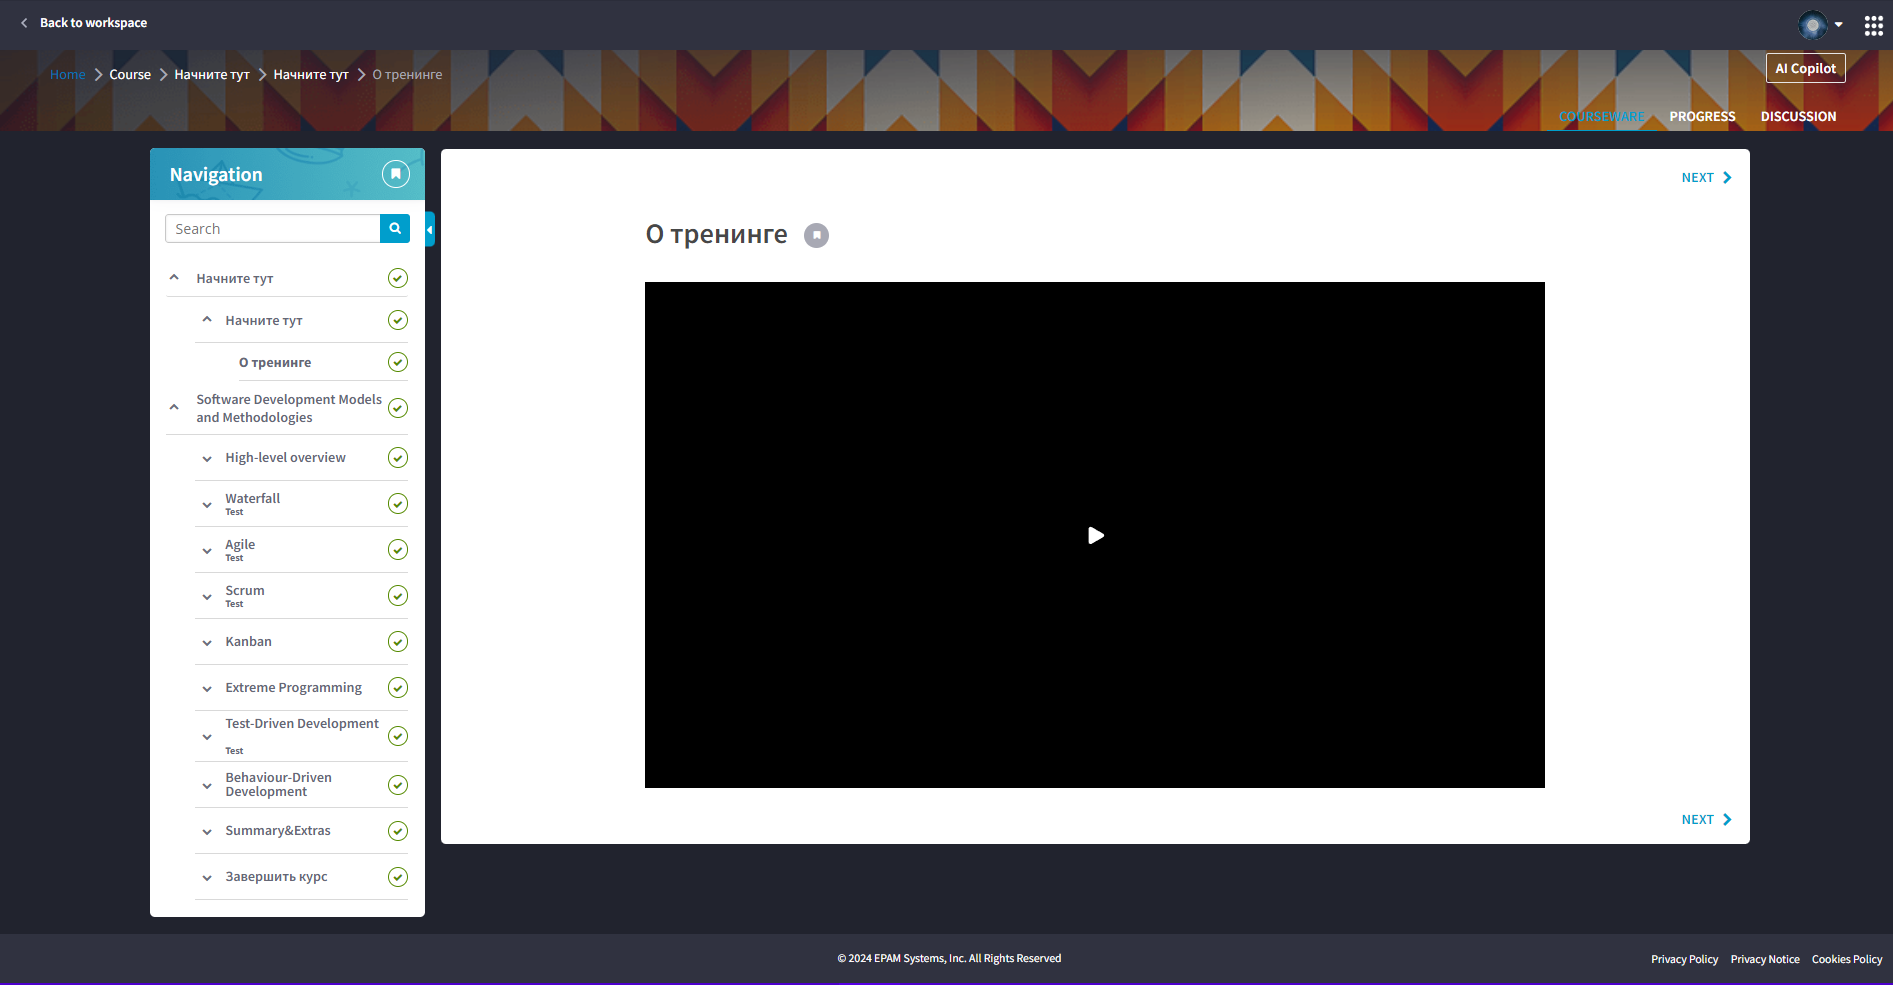 Back to workspace
Home
Course
Начните тут
Начните тут
О тренинге
AI Copilot
COURSEWARE
PROGRESS
DISCUSSION
Navigation
Search
Начните тут
Начните тут
О тренинге
Software Development Models
and Methodologies
High-level overview
Waterfall
Test
Agile
Test
Scrum
Test
Kanban
Extreme Programming
Test-Driven Development
Test
Behaviour-Driven
Development
Summary&Extras
Завершить курс
NEXT
О тренинге
NEXT
© 2024 EPAM Systems, Inc. All Rights Reserved
Privacy Policy
Privacy Notice
Cookies Policy